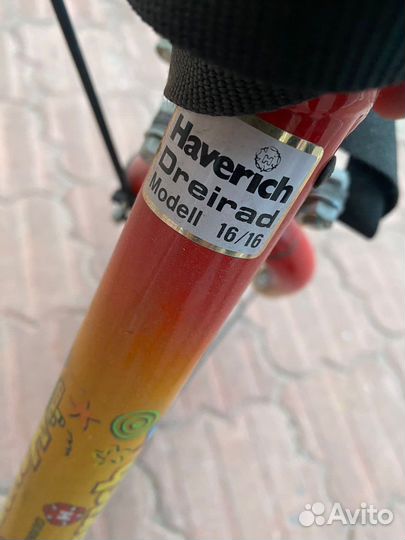 Haverich
Dreirad
Modell 16/16
Avito